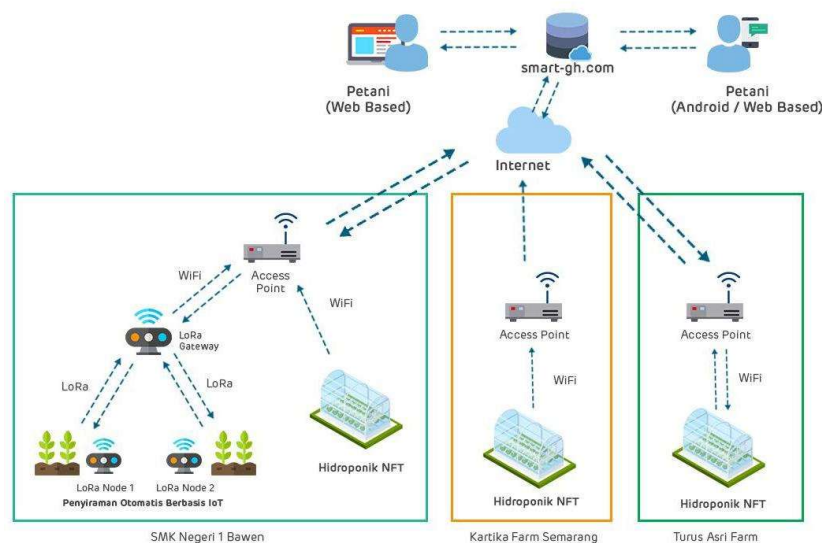 smart-gh.com
Petani
(Web Based)
Petani
(Android / Web Based)
Internet
WiFi
Access
Point
WiFi
LoRa
Gateway
LoRa
LoRa
LoRa Node 1
LoRa Node 2
Penyiraman Otomatis Berbasis IoT
Hidroponik NFT
SMK Negeri 1 Bawen
Access Point
WiFi
Hidroponik NFT
Kartika Farm Semarang
Access Point
WiFi
Hidroponik NFT
Turus Asri Farm